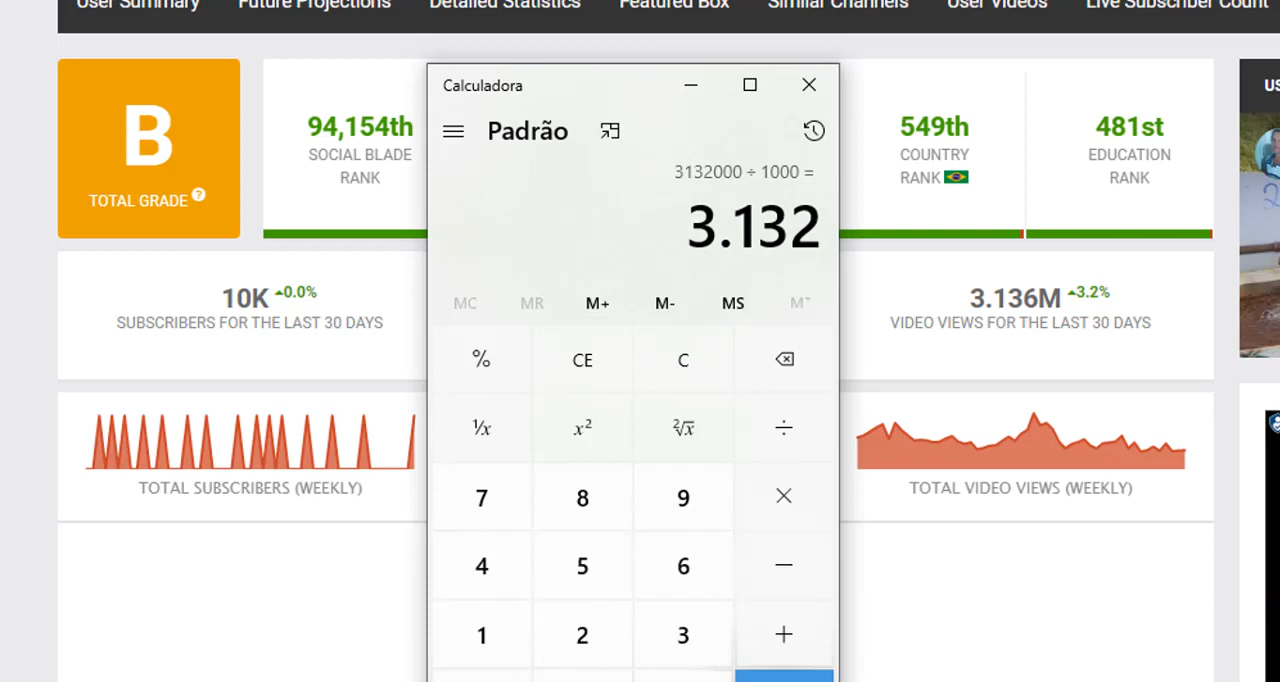 User Summary Future Projections Detailed Statistics Featured Box Similar Channels User Videos Live Subscriber Count
B
TOTAL GRADE ?
94,154th
SOCIAL BLADE
RANK
549th
COUNTRY
RANK
481st
EDUCATION
RANK
US
Calculadora
Padrão
3132000 ÷ 1000 =
3.132
MC MR M+ M- MS M˅
% CE C
¹/x x² ²√x ÷
7 8 9 ×
4 5 6 −
1 2 3 +
10K 0.0%
SUBSCRIBERS FOR THE LAST 30 DAYS
3.136M 3.2%
VIDEO VIEWS FOR THE LAST 30 DAYS
TOTAL SUBSCRIBERS (WEEKLY)
TOTAL VIDEO VIEWS (WEEKLY)